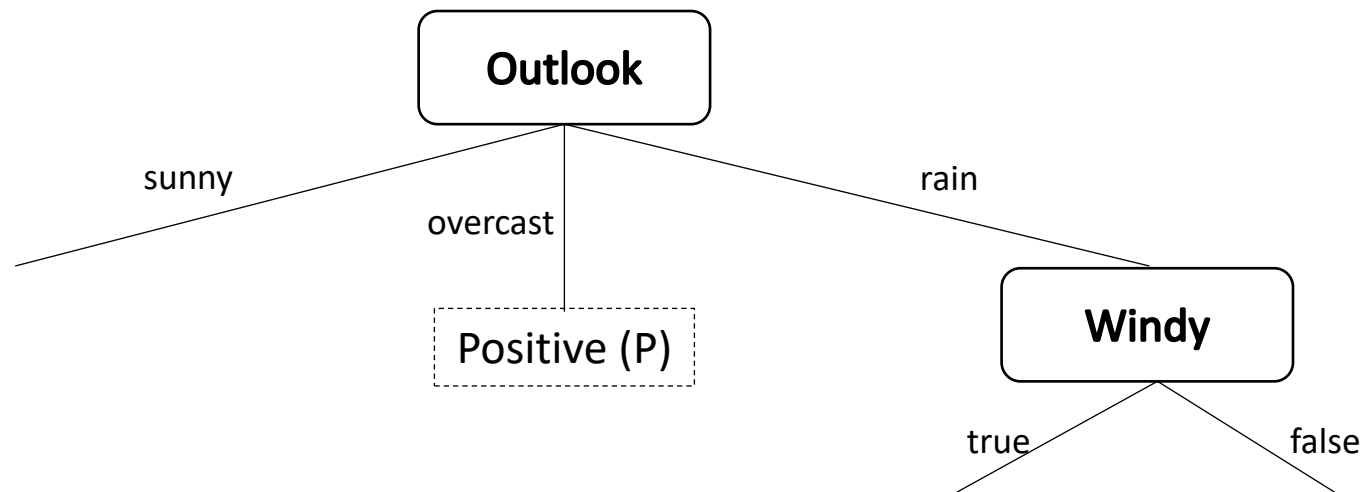 Outlook
sunny
rain
overcast
Positive (P)
Windy
true
false